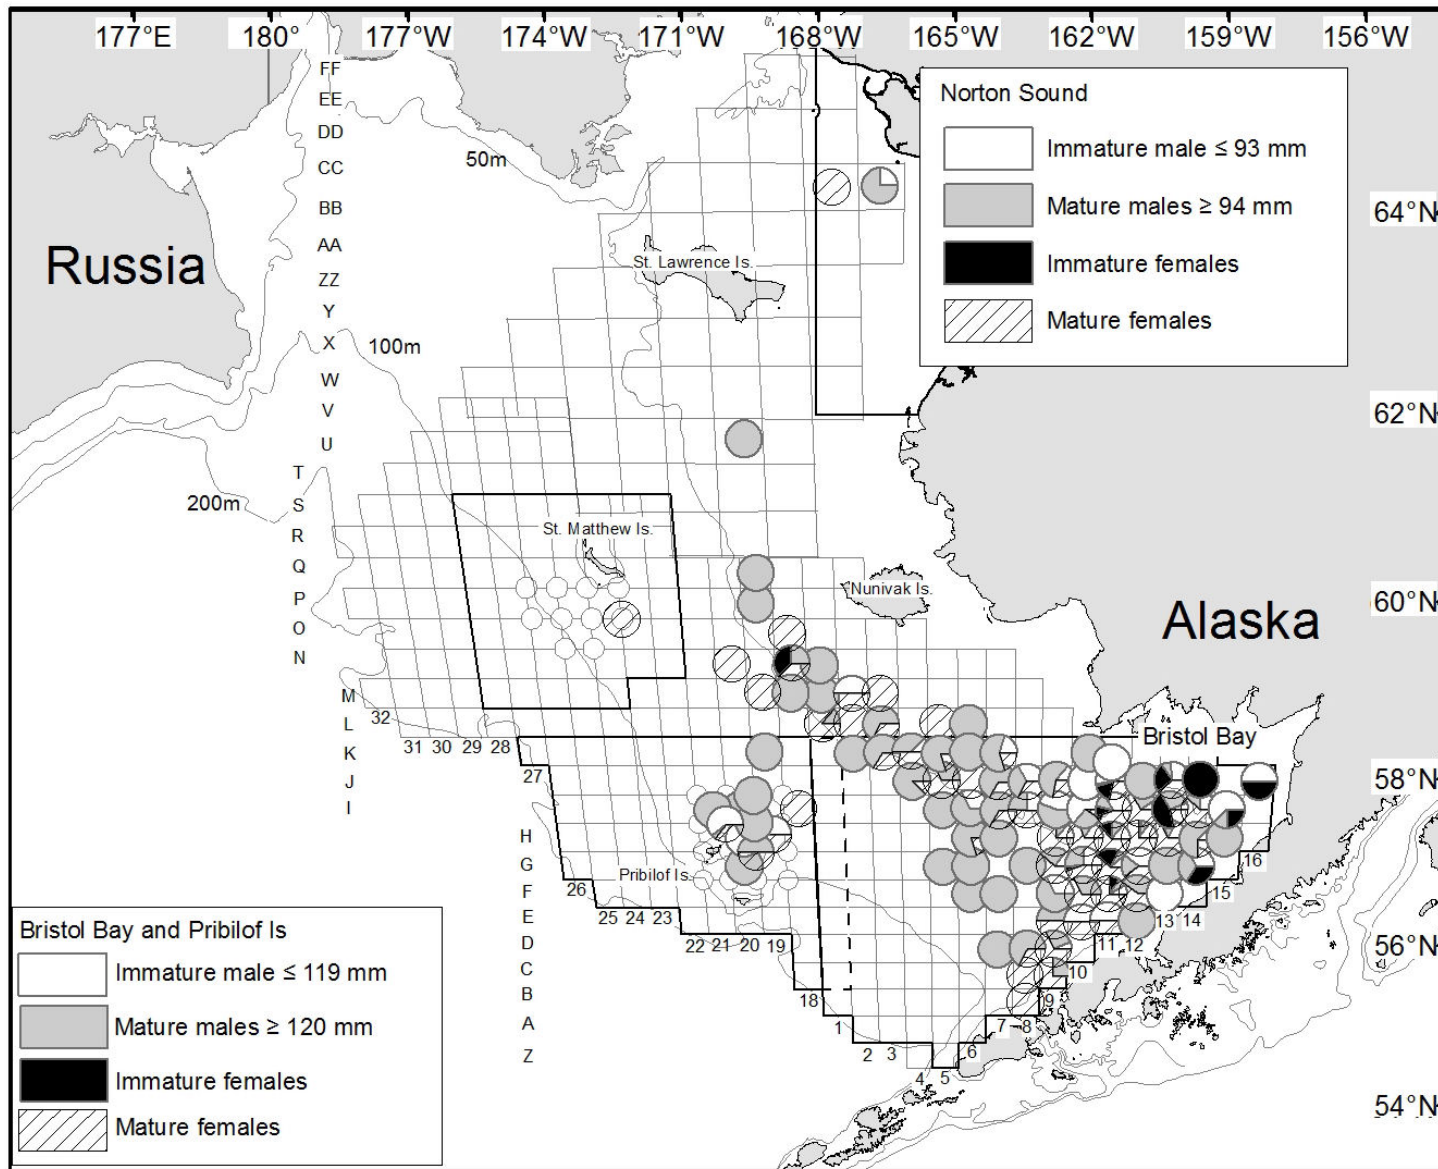 177°E 180° 177°W 174°W 171°W 168°W 165°W 162°W 159°W 156°W
FF
EE
DD
CC
BB
AA
ZZ
Y
X
W
V
U
T
S
R
Q
P
O
N
M
L
K
J
I
H
G
F
E
D
C
B
A
Z
50m
100m
200m
Russia
Alaska
St. Lawrence Is.
St. Matthew Is.
Nunivak Is.
Pribilof Is.
Bristol Bay
Norton Sound
Immature male ≤ 93 mm
Mature males ≥ 94 mm
Immature females
Mature females
64°N
62°N
60°N
58°N
56°N
54°N
32
31 30 29 28
27
26
25 24 23
22 21 20 19
18
1
2 3
4 5
6
7 8
9
10
11 12
13 14
15
16
Bristol Bay and Pribilof Is
Immature male ≤ 119 mm
Mature males ≥ 120 mm
Immature females
Mature females